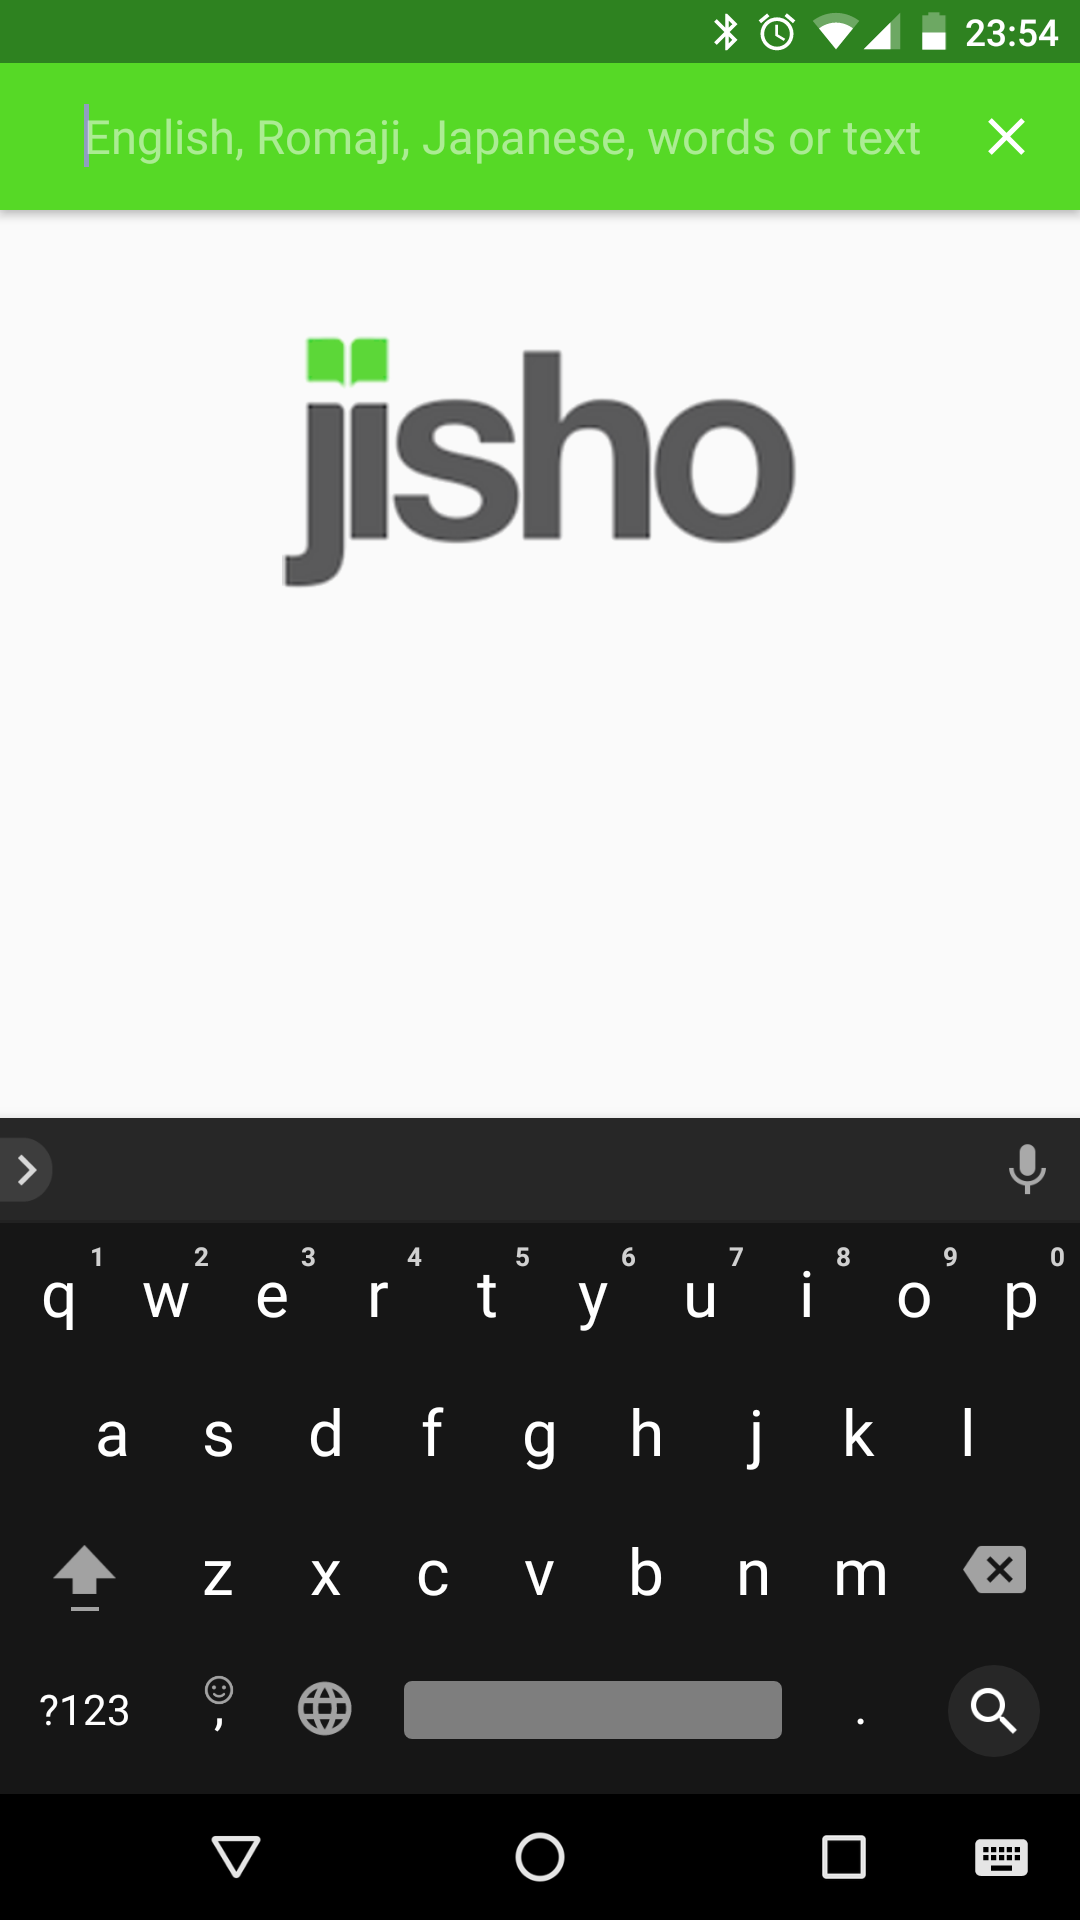 23:54
English, Romaji, Japanese, words or text
jisho
1 2 3 4 5 6 7 8 9 0
q w e r t y u i o p
a s d f g h j k l
z x c v b n m
?123 , .